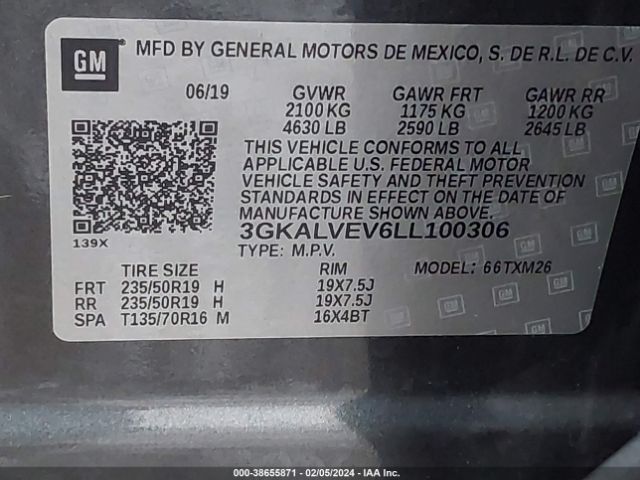 GM
MFD BY GENERAL MOTORS DE MEXICO, S. DE R.L. DE C.V.
06/19 GVWR GAWR FRT GAWR RR
2100 KG 1175 KG 1200 KG
4630 LB 2590 LB 2645 LB
THIS VEHICLE CONFORMS TO ALL
APPLICABLE U.S. FEDERAL MOTOR
VEHICLE SAFETY AND THEFT PREVENTION
STANDARDS IN EFFECT ON THE DATE OF
MANUFACTURE SHOWN ABOVE.
139X
3GKALVEV6LL100306
TYPE: M.P.V.
TIRE SIZE RIM MODEL: 66TXM26
FRT 235/50R19 H 19X7.5J
RR 235/50R19 H 19X7.5J
SPA T135/70R16 M 16X4BT
GM
000-38655871 - 02/05/2024 - IAA Inc.